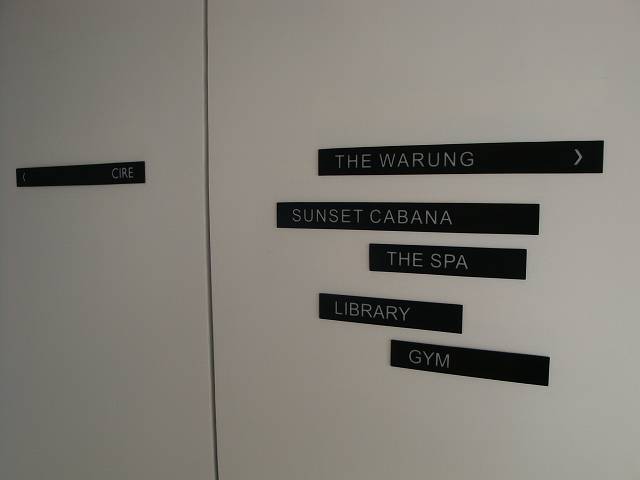 < CIRE
THE WARUNG >
SUNSET CABANA
THE SPA
LIBRARY
GYM